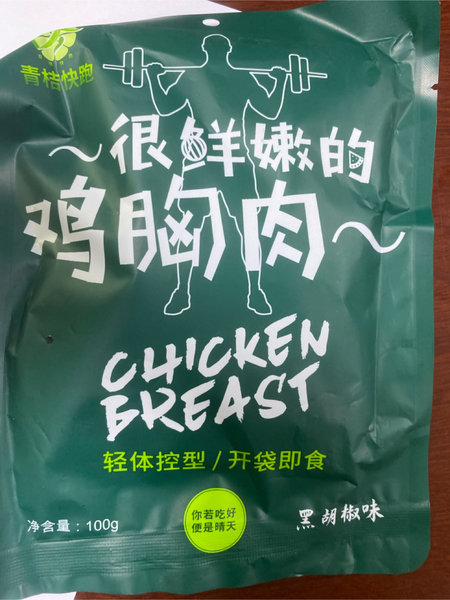 青桔快跑
~很鲜嫩的
鸡胸肉~
CHICKEN
BREAST
轻体控型/开袋即食
你若吃好
便是晴天
净含量：100g
黑胡椒味